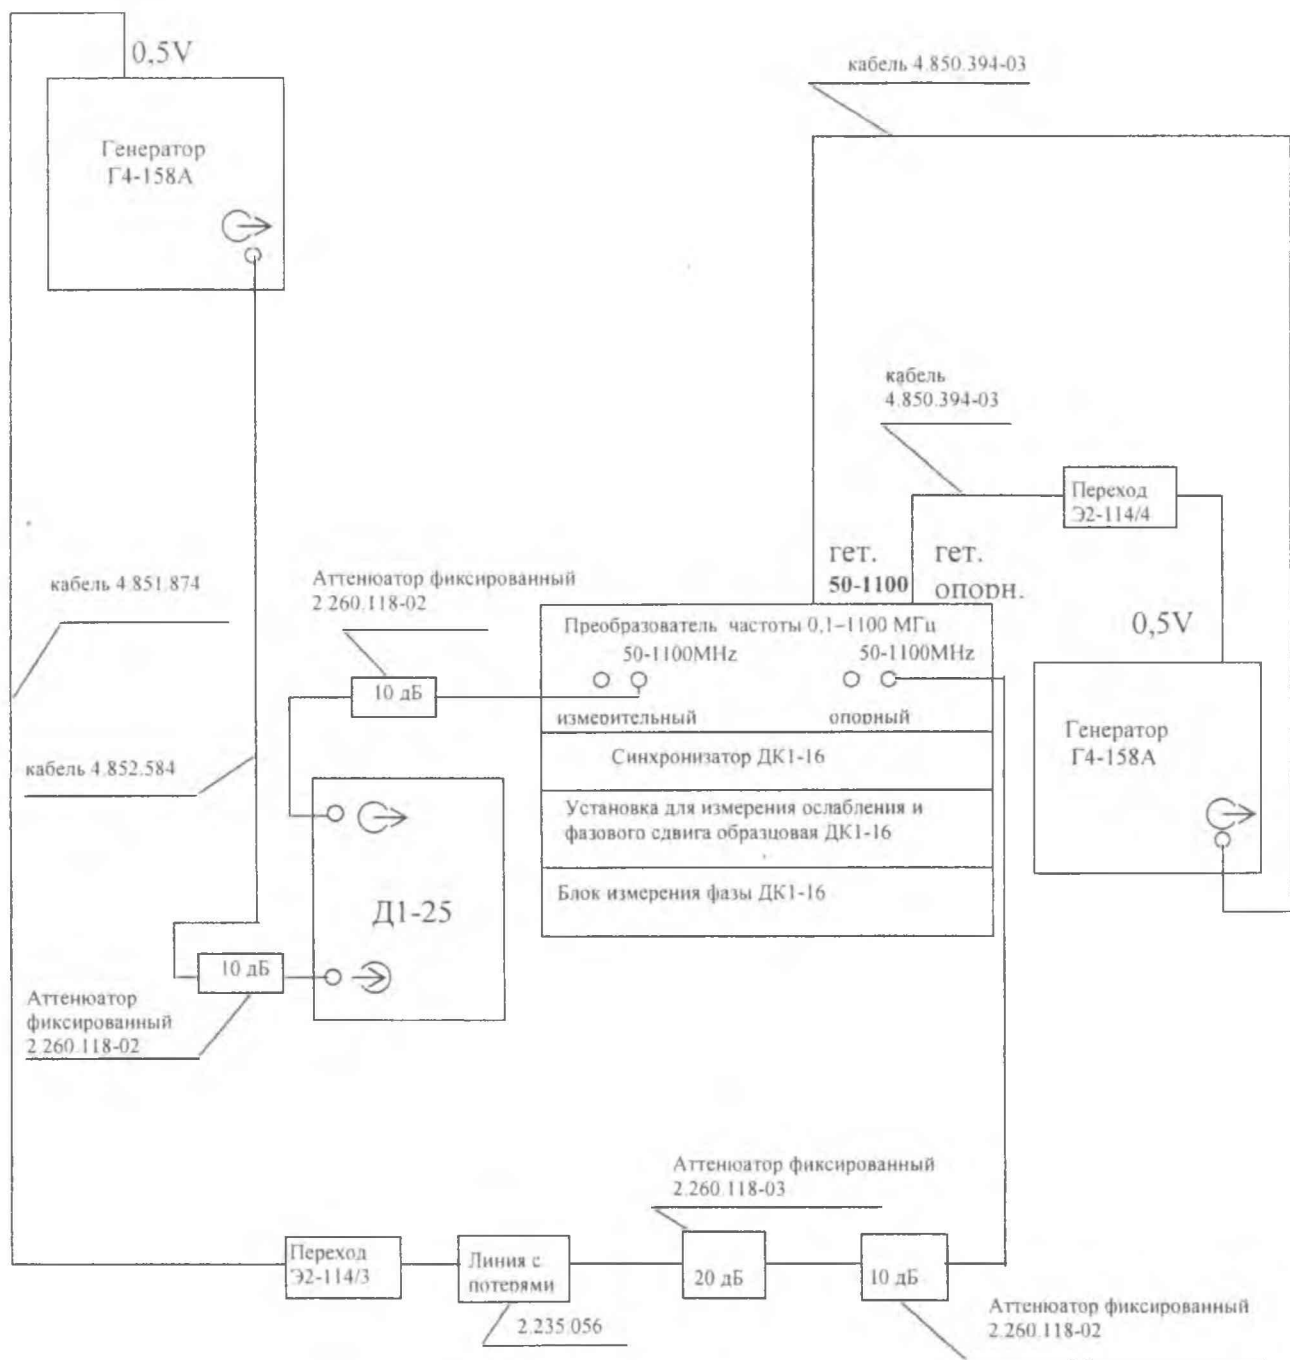 0,5V
кабель 4.850.394-03
Генератор
Г4-158А
кабель
4.850.394-03
Переход
Э2-114/4
гет.
50-1100
гет.
опорн.
кабель 4.851.874
Аттенюатор фиксированный
2.260.118-02
0,5V
Преобразователь частоты 0,1–1100 МГц
50-1100MHz
50-1100MHz
10 дБ
измерительный
опорный
Генератор
Г4-158А
кабель 4.852.584
Синхронизатор ДК1-16
Установка для измерения ослабления и
фазового сдвига образцовая ДК1-16
Блок измерения фазы ДК1-16
Д1-25
10 дБ
Аттенюатор
фиксированный
2.260.118-02
Аттенюатор фиксированный
2.260.118-03
Переход
Э2-114/3
Линия с
потерями
20 дБ
10 дБ
2.235.056
Аттенюатор фиксированный
2.260.118-02